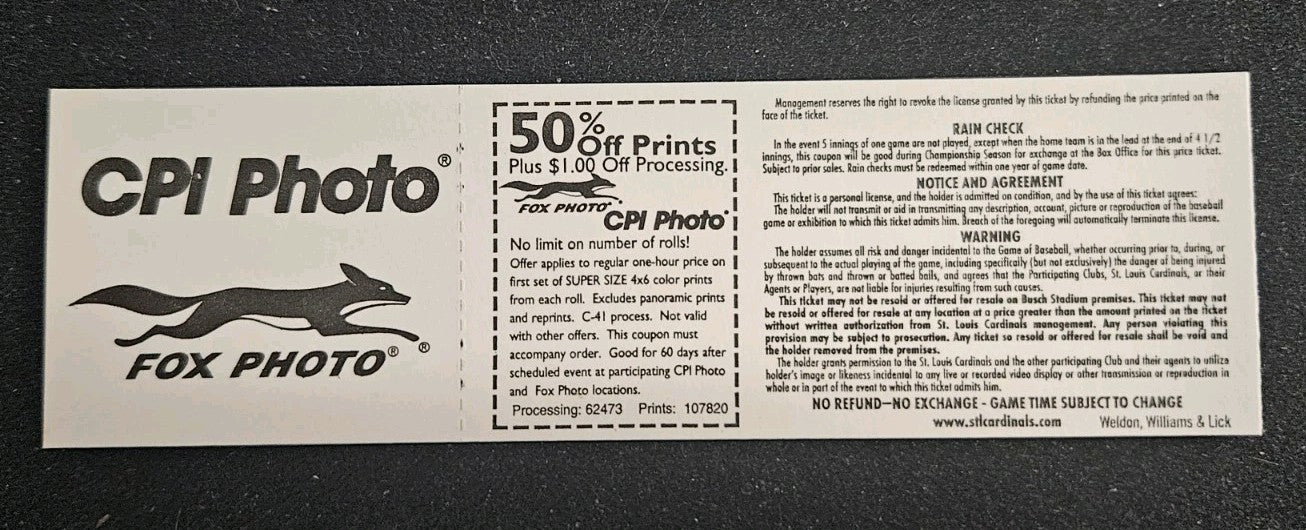 CPI Photo®
FOX PHOTO® ®
50% Off Prints
Plus $1.00 Off Processing.
FOX PHOTO®
CPI Photo®
No limit on number of rolls!
Offer applies to regular one-hour price on
first set of SUPER SIZE 4x6 color prints
from each roll. Excludes panoramic prints
and reprints. C-41 process. Not valid
with other offers. This coupon must
accompany order. Good for 60 days after
scheduled event at participating CPI Photo
and Fox Photo locations.
Processing: 62473 Prints: 107820
Management reserves the right to revoke the license granted by this ticket by refunding the price printed on the
face of the ticket.
RAIN CHECK
In the event 5 innings of one game are not played, except when the home team is in the lead at the end of 4 1/2
innings, this coupon will be good during Championship Season for exchange at the Box Office for this price ticket.
Subject to prior sales. Rain checks must be redeemed within one year of game date.
NOTICE AND AGREEMENT
This ticket is a personal license, and the holder is admitted on condition, and by the use of this ticket agrees:
The holder will not transmit or aid in transmitting any description, account, picture or reproduction of the baseball
game or exhibition to which this ticket admits him. Breach of the foregoing will automatically terminate this license.
WARNING
The holder assumes all risk and danger incidental to the Game of Baseball, whether occurring prior to, during, or
subsequent to the actual playing of the game, including specifically (but not exclusively) the danger of being injured
by thrown bats and thrown or batted balls, and agrees that the Participating Clubs, St. Louis Cardinals, or their
Agents or Players, are not liable for injuries resulting from such causes.
This ticket may not be resold or offered for resale on Busch Stadium premises. This ticket may not
be resold or offered for resale at any location at a price greater than the amount printed on the ticket
without written authorization from St. Louis Cardinals management. Any person violating this
provision may be subject to prosecution. Any ticket so resold or offered for resale shall be void and
the holder removed from the premises.
The holder grants permission to the St. Louis Cardinals and the other participating Club and their agents to utilize
holder's image or likeness incidental to any live or recorded video display or other transmission or reproduction in
whole or in part of the event to which this ticket admits him.
NO REFUND—NO EXCHANGE - GAME TIME SUBJECT TO CHANGE
www.stlcardinals.com Weldon, Williams & Lick